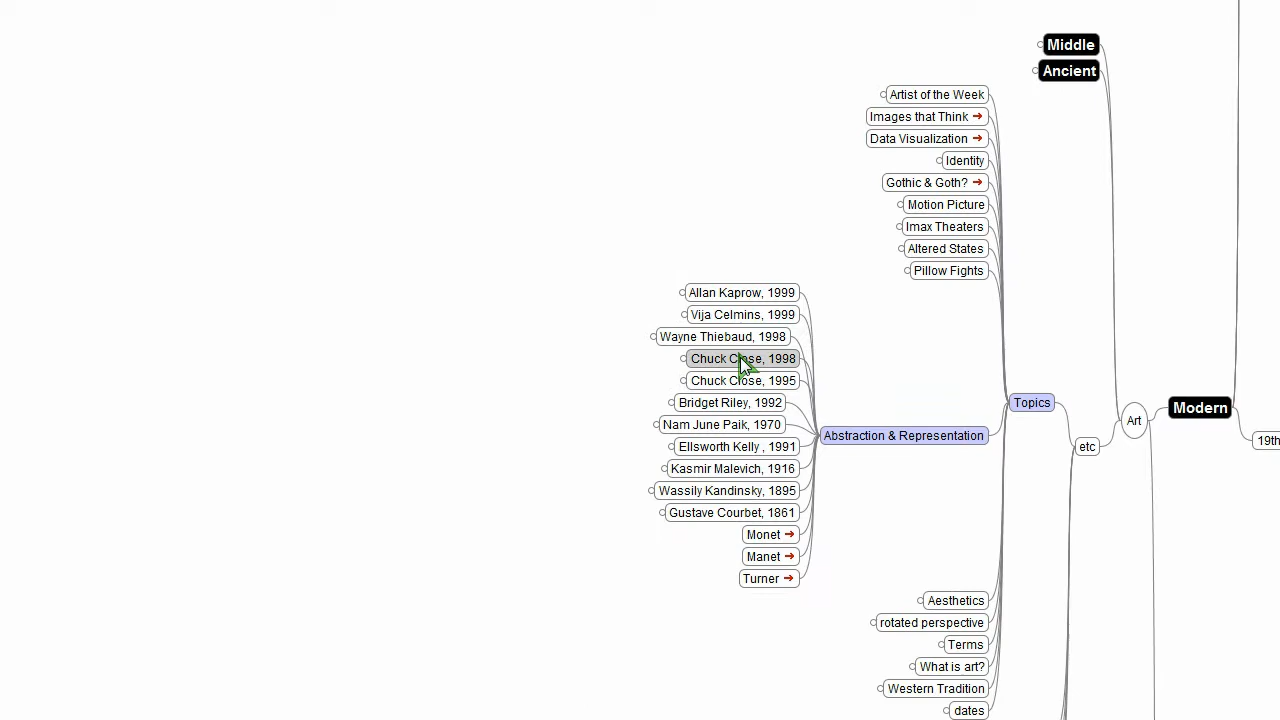 Middle
Ancient
Artist of the Week
Images that Think
Data Visualization
Identity
Gothic & Goth?
Motion Picture
Imax Theaters
Altered States
Pillow Fights
Allan Kaprow, 1999
Vija Celmins, 1999
Wayne Thiebaud, 1998
Chuck Close, 1998
Chuck Close, 1995
Bridget Riley, 1992
Nam June Paik, 1970
Ellsworth Kelly , 1991
Kasmir Malevich, 1916
Wassily Kandinsky, 1895
Gustave Courbet, 1861
Monet
Manet
Turner
Abstraction & Representation
Topics
etc
Art
Modern
19th
Aesthetics
rotated perspective
Terms
What is art?
Western Tradition
dates